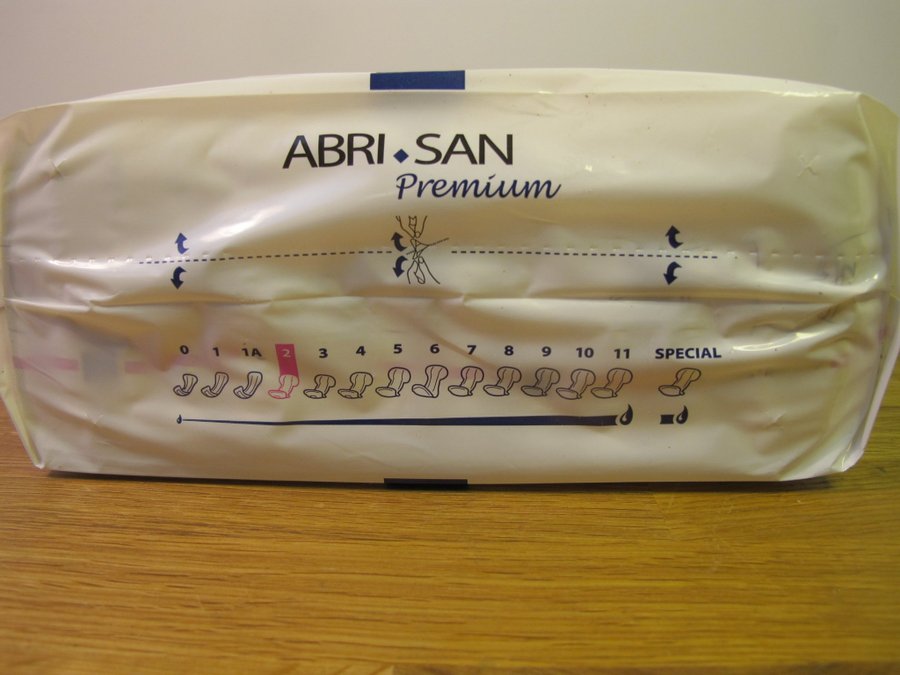 ABRI SAN
Premium
0 1 1A 2 3 4 5 6 7 8 9 10 11 SPECIAL